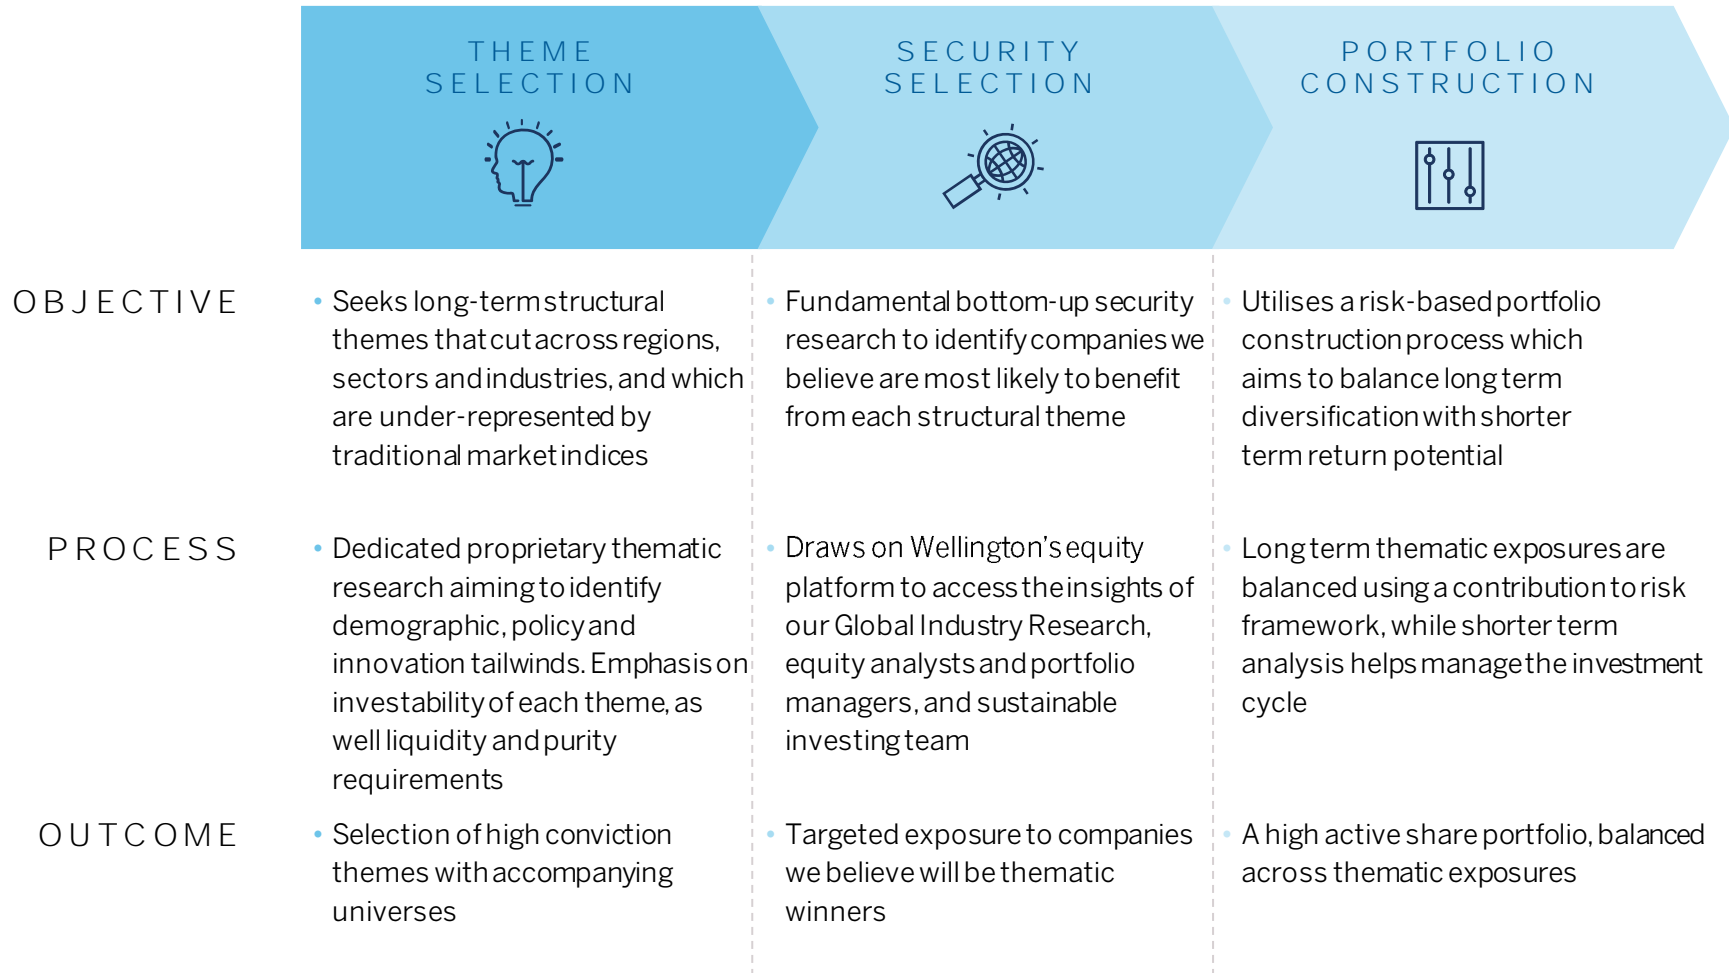 THEME
SELECTION
SECURITY
SELECTION
PORTFOLIO
CONSTRUCTION
OBJECTIVE
• Seeks long-term structural
themes that cut across regions,
sectors and industries, and which
are under-represented by
traditional market indices
• Fundamental bottom-up security
research to identify companies we
believe are most likely to benefit
from each structural theme
• Utilises a risk-based portfolio
construction process which
aims to balance long term
diversification with shorter
term return potential
PROCESS
• Dedicated proprietary thematic
research aiming to identify
demographic, policy and
innovation tailwinds. Emphasis on
investability of each theme, as
well liquidity and purity
requirements
• Draws on Wellington’s equity
platform to access the insights of
our Global Industry Research,
equity analysts and portfolio
managers, and sustainable
investing team
• Long term thematic exposures are
balanced using a contribution to risk
framework, while shorter term
analysis helps manage the investment
cycle
OUTCOME
• Selection of high conviction
themes with accompanying
universes
• Targeted exposure to companies
we believe will be thematic
winners
• A high active share portfolio, balanced
across thematic exposures